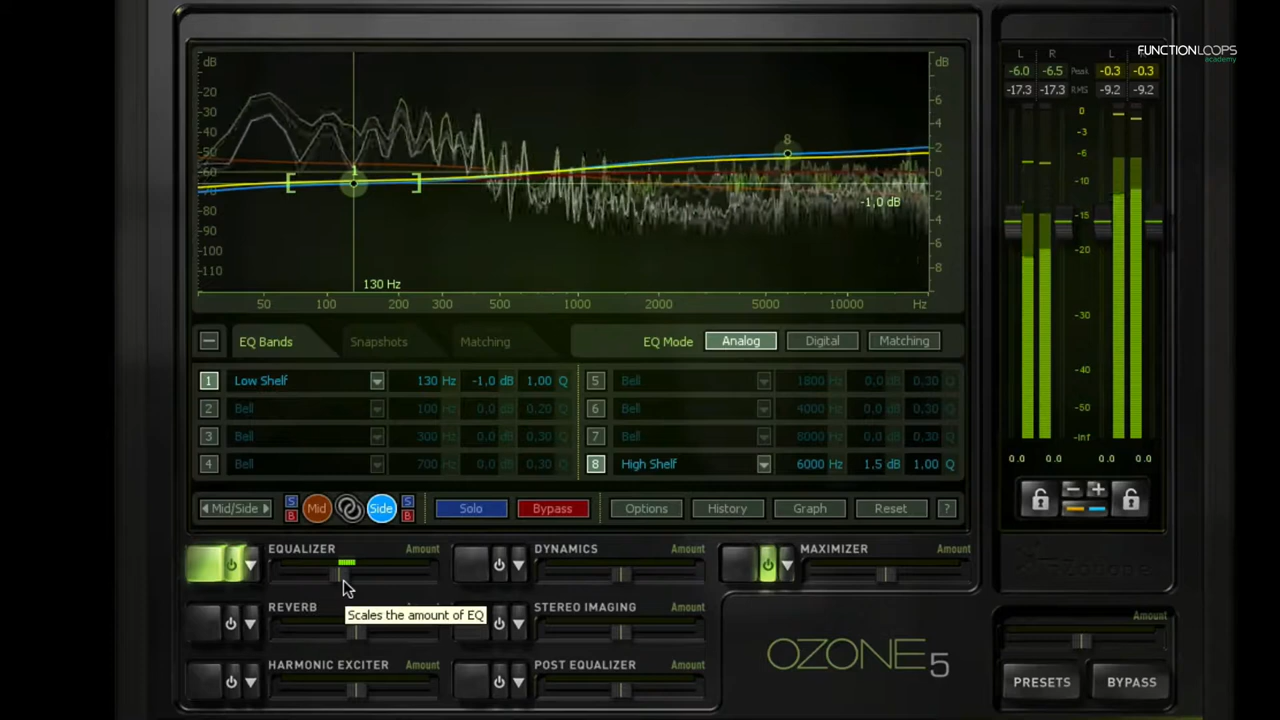 FUNCTIONLOOPS
academy
dB
dB
-20
-30
-40
-50
-60
-70
-80
-90
-100
-110
6
4
2
0
-2
-4
-6
-8
1
8
-1,0 dB
130 Hz
50 100 200 300 500 1000 2000 5000 10000 Hz
EQ Bands Snapshots Matching EQ Mode Analog Digital Matching
1 Low Shelf 130 Hz -1,0 dB 1,00 Q
2 Bell 100 Hz 0,0 dB 0,20 Q
3 Bell 300 Hz 0,0 dB 0,30 Q
4 Bell 700 Hz 0,0 dB 0,30 Q
5 Bell 1800 Hz 0,0 dB 0,30 Q
6 Bell 4000 Hz 0,0 dB 0,30 Q
7 Bell 8000 Hz 0,0 dB 0,30 Q
8 High Shelf 6000 Hz 1,5 dB 1,00 Q
Mid/Side S B Mid Side S B Solo Bypass Options History Graph Reset ?
EQUALIZER Amount DYNAMICS Amount MAXIMIZER Amount
Scales the amount of EQ
REVERB STEREO IMAGING Amount
HARMONIC EXCITER Amount POST EQUALIZER Amount
OZONE 5
L R L
-6.0 -6.5 Peak -0.3 -0.3
-17.3 -17.3 RMS -9.2 -9.2
0
-3
-6
-10
-15
-20
-30
-40
-50
-Inf
0.0 0.0 0.0 0.0
Amount
PRESETS BYPASS